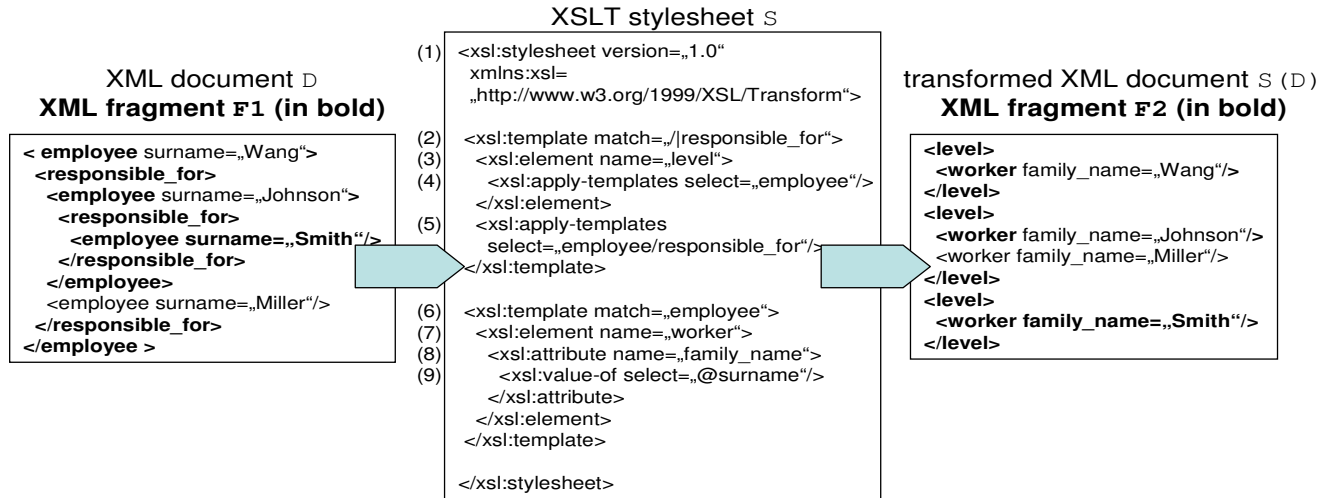 XML document D
XML fragment F1 (in bold)
< employee surname=„Wang“>
<responsible_for>
<employee surname=„Johnson“>
<responsible_for>
<employee surname=„Smith“/>
</responsible_for>
</employee>
<employee surname=„Miller“/>
</responsible_for>
</employee >
XSLT stylesheet S
(1) <xsl:stylesheet version=„1.0“
xmlns:xsl=
„http://www.w3.org/1999/XSL/Transform“>
(2) <xsl:template match=„/|responsible_for“>
(3) <xsl:element name=„level“>
(4) <xsl:apply-templates select=„employee“/>
</xsl:element>
(5) <xsl:apply-templates
select=„employee/responsible_for“/>
</xsl:template>
(6) <xsl:template match=„employee“>
(7) <xsl:element name=„worker“>
(8) <xsl:attribute name=„family_name“>
(9) <xsl:value-of select=„@surname“/>
</xsl:attribute>
</xsl:element>
</xsl:template>
</xsl:stylesheet>
transformed XML document S(D)
XML fragment F2 (in bold)
<level>
<worker family_name=„Wang“/>
</level>
<level>
<worker family_name=„Johnson“/>
<worker family_name=„Miller“/>
</level>
<level>
<worker family_name=„Smith“/>
</level>